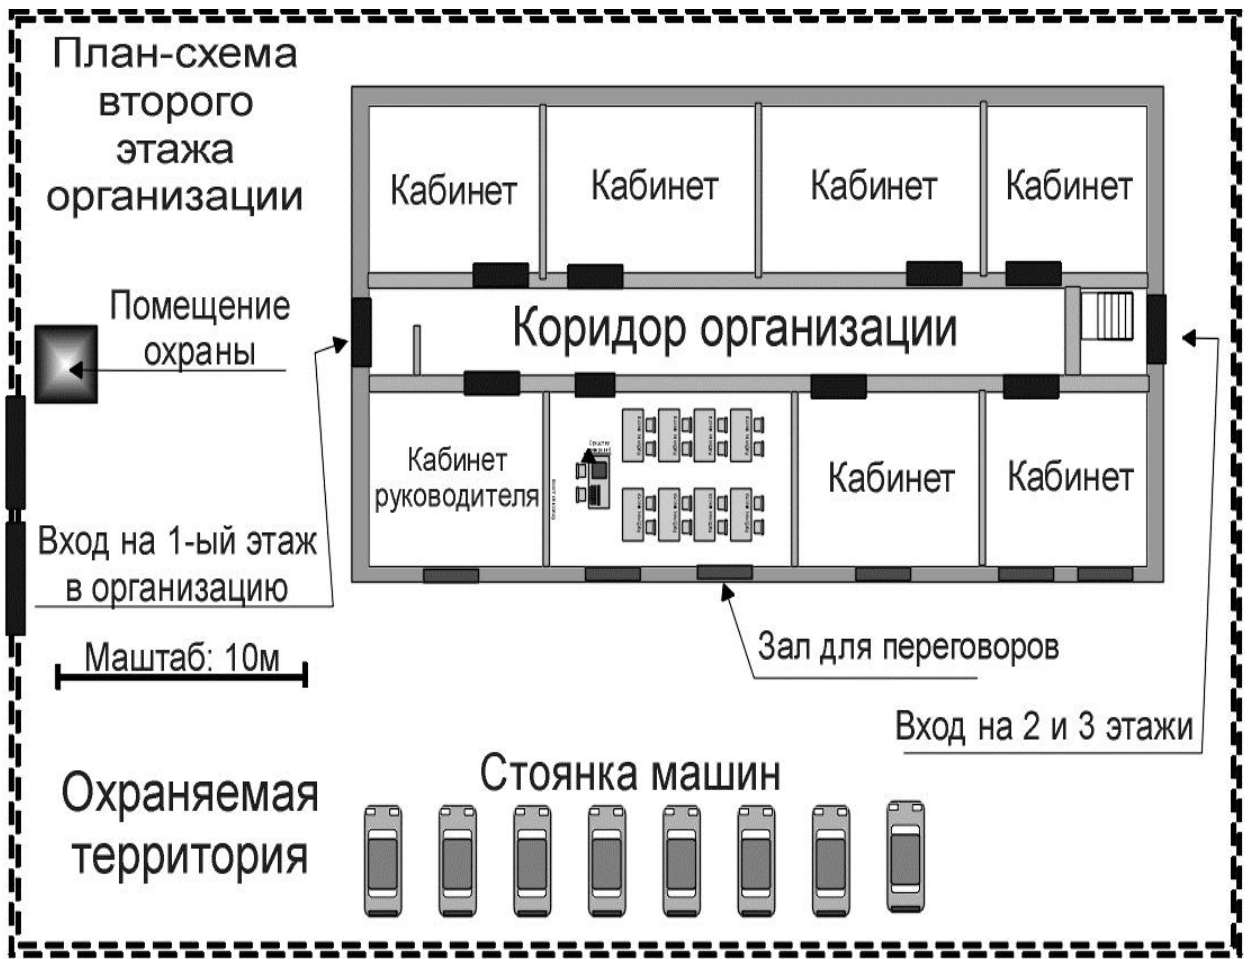 План-схема
второго
этажа
организации
Кабинет
Кабинет
Кабинет
Кабинет
Помещение
охраны
Коридор организации
Кабинет
руководителя
Кабинет
Кабинет
Вход на 1-ый этаж
в организацию
Маштаб: 10м
Зал для переговоров
Вход на 2 и 3 этажи
Стоянка машин
Охраняемая
территория